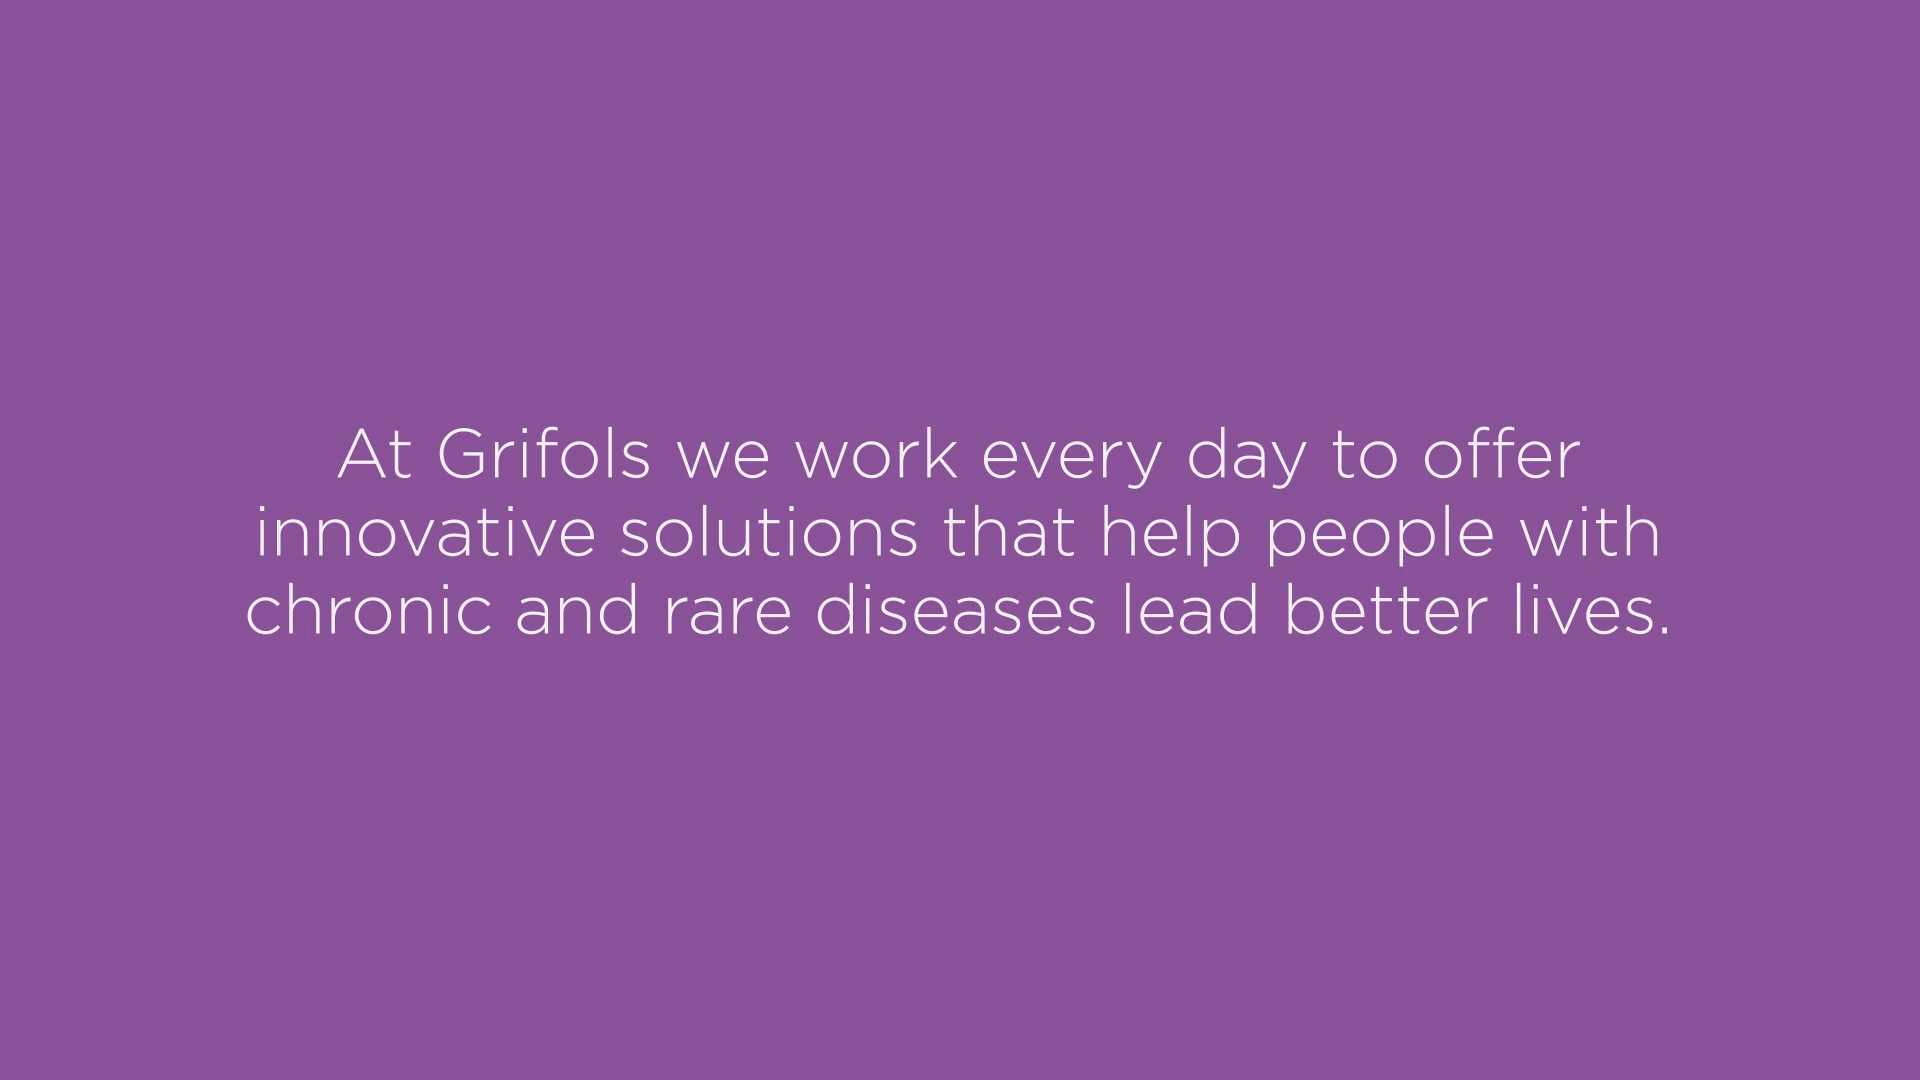 At Grifols we work every day to offer
innovative solutions that help people with
chronic and rare diseases lead better lives.